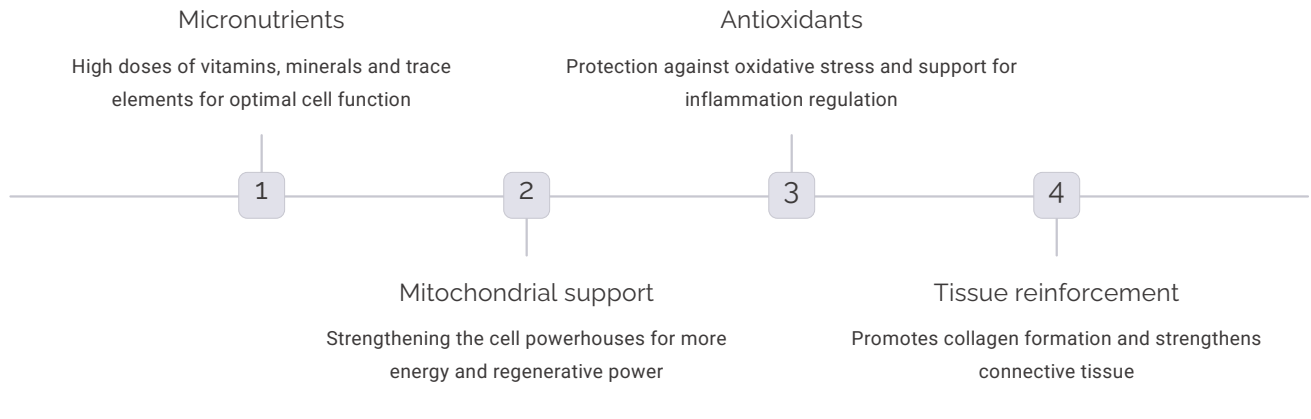 Micronutrients
High doses of vitamins, minerals and trace
elements for optimal cell function
1
2
Mitochondrial support
Strengthening the cell powerhouses for more
energy and regenerative power
Antioxidants
Protection against oxidative stress and support for
inflammation regulation
3
4
Tissue reinforcement
Promotes collagen formation and strengthens
connective tissue